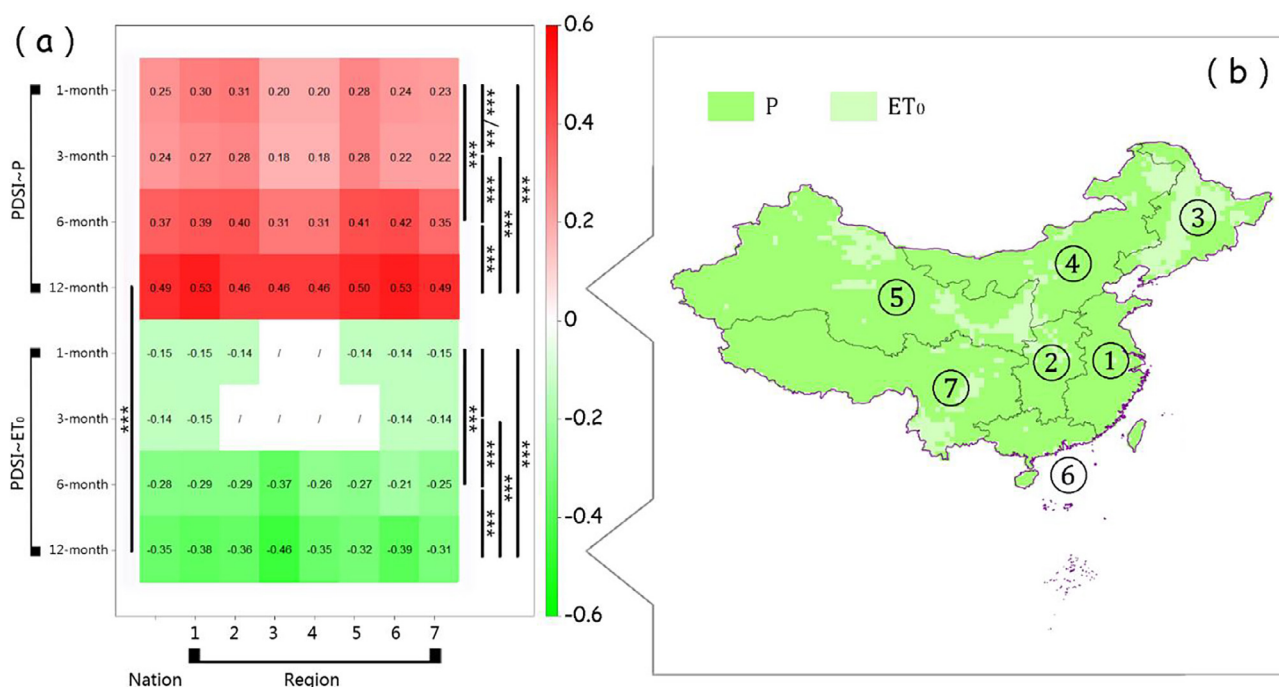 (a)
PDSI~P
1-month 0.25 0.30 0.31 0.20 0.20 0.28 0.24 0.23
3-month 0.24 0.27 0.28 0.18 0.18 0.28 0.22 0.22
6-month 0.37 0.39 0.40 0.31 0.31 0.41 0.42 0.35
12-month 0.49 0.53 0.46 0.46 0.46 0.50 0.53 0.49
PDSI~ET₀
1-month -0.15 -0.15 -0.14 / / -0.14 -0.14 -0.15
3-month -0.14 -0.15 / / / / -0.14 -0.14
6-month -0.28 -0.29 -0.29 -0.37 -0.26 -0.27 -0.21 -0.25
12-month -0.35 -0.38 -0.36 -0.46 -0.35 -0.32 -0.39 -0.31
***
***
***/**
***
***
***
***
***
***
***
***
***
1 2 3 4 5 6 7
Nation Region
0.6
0.4
0.2
0
-0.2
-0.4
-0.6
(b)
P ET₀
3
4
5
1
2
7
6